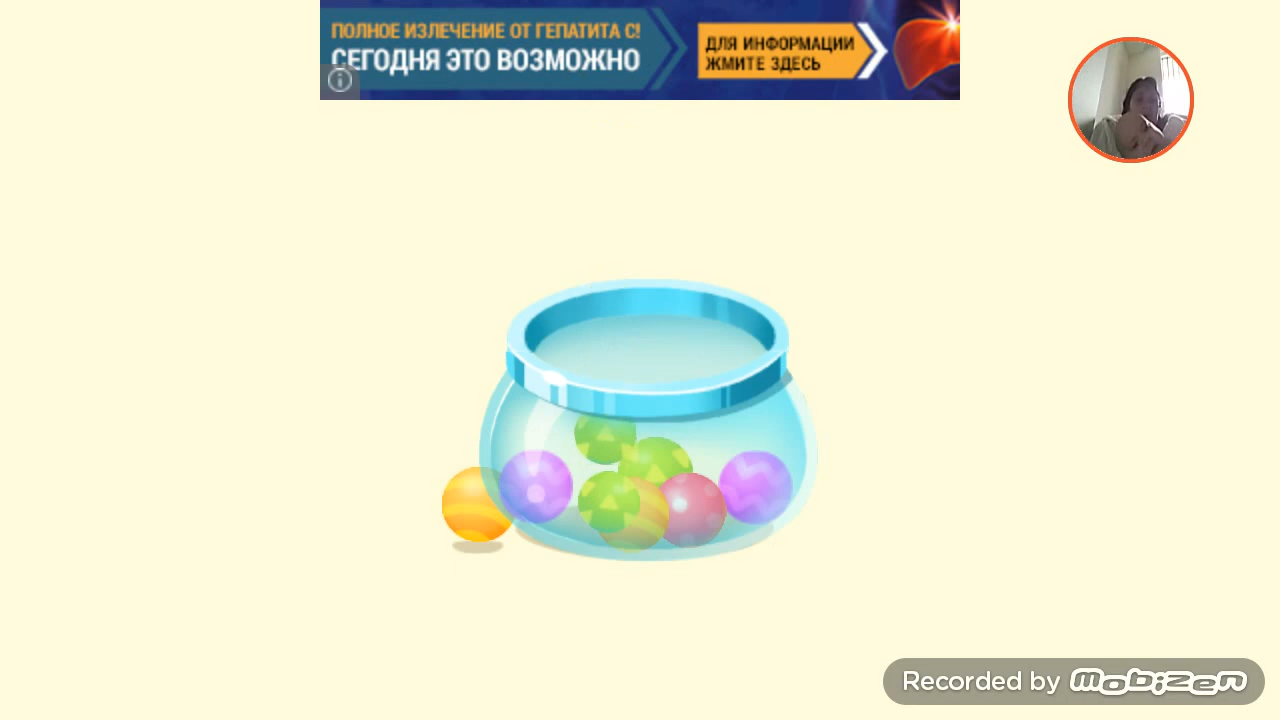 ПОЛНОЕ ИЗЛЕЧЕНИЕ ОТ ГЕПАТИТА С!
СЕГОДНЯ ЭТО ВОЗМОЖНО
ДЛЯ ИНФОРМАЦИИ
ЖМИТЕ ЗДЕСЬ
Recorded by mobizen